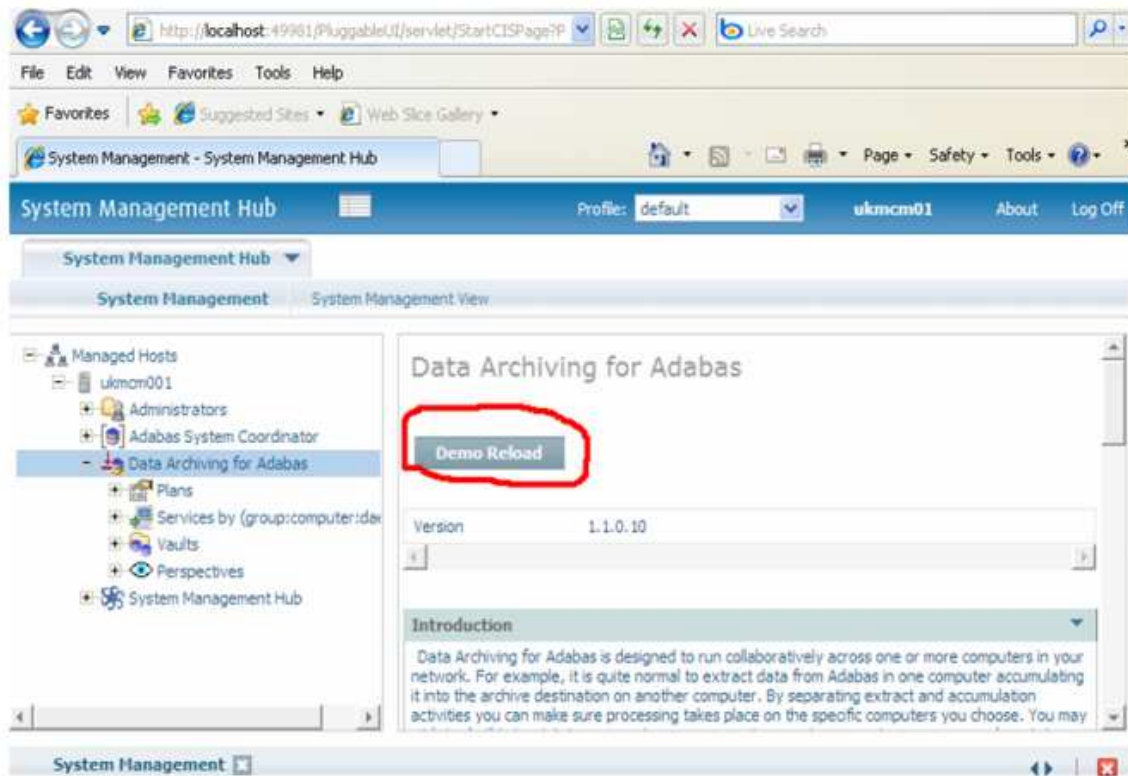 http://localhost:49981/PluggableUI/servlet/StartCISPage?P
Live Search
File Edit View Favorites Tools Help
Favorites Suggested Sites Web Slice Gallery
System Management - System Management Hub
Page Safety Tools
System Management Hub Profile: default ukmcm01 About Log Off
System Management Hub
System Management System Management View
Managed Hosts
ukmcm001
Administrators
Adabas System Coordinator
Data Archiving for Adabas
Plans
Services by (group:computer:dae
Vaults
Perspectives
System Management Hub
Data Archiving for Adabas
Demo Reload
Version 1.1.0.10
Introduction
Data Archiving for Adabas is designed to run collaboratively across one or more computers in your
network. For example, it is quite normal to extract data from Adabas in one computer accumulating
it into the archive destination on another computer. By separating extract and accumulation
activities you can make sure processing takes place on the specific computers you choose. You may
System Management